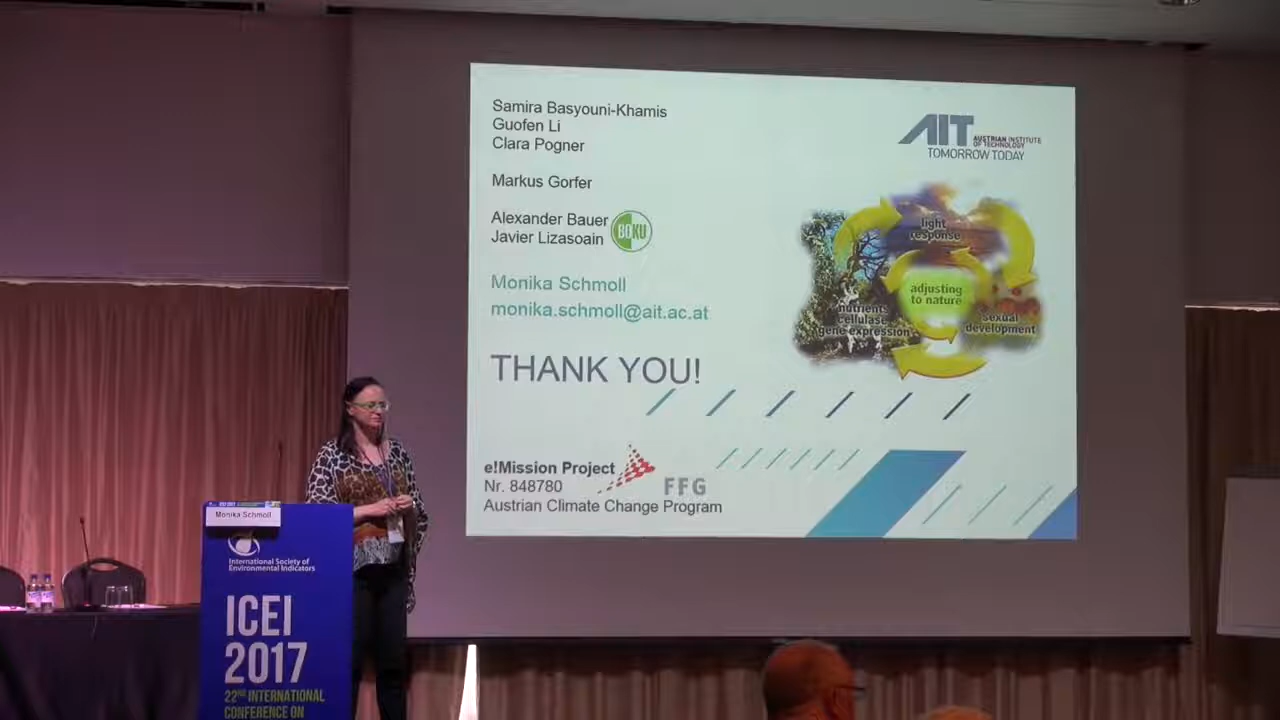 Samira Basyouni-Khamis
Guofen Li
Clara Pogner
Markus Gorfer
Alexander Bauer
Javier Lizasoain
BOKU
Monika Schmoll
monika.schmoll@ait.ac.at
THANK YOU!
e!Mission Project
Nr. 848780
FFG
Austrian Climate Change Program
AIT
AUSTRIAN INSTITUTE
OF TECHNOLOGY
TOMORROW TODAY
light
response
adjusting
to nature
nutrient
cellulase
gene expression
sexual
development
Monika Schmoll
International Society of
Environmental Indicators
ICEI
2017
22ND INTERNATIONAL
CONFERENCE ON